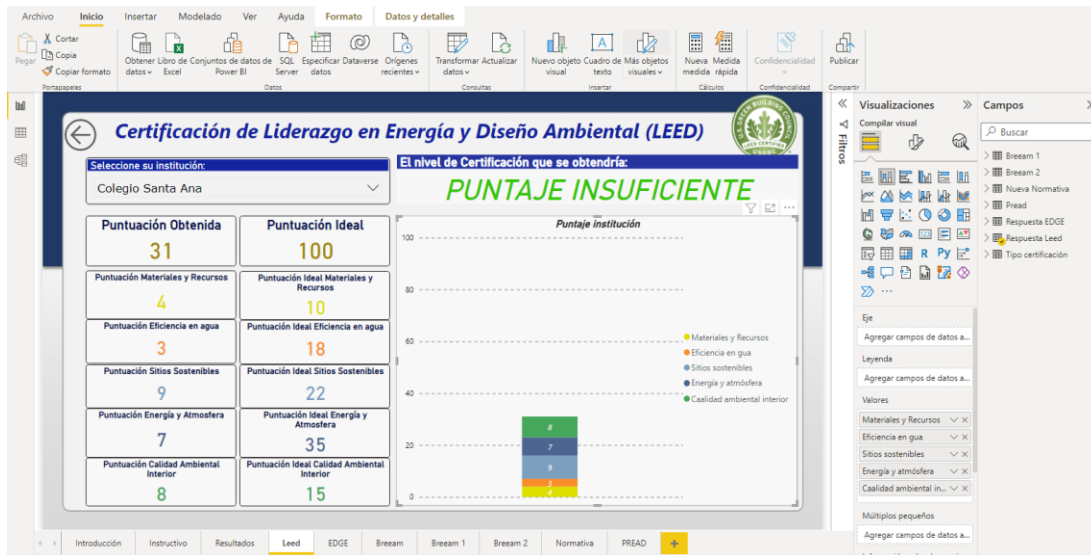 Archivo Inicio Insertar Modelado Ver Ayuda Formato Datos y detalles
Pegar
Cortar
Copia
Copiar formato
Portapapeles
Obtener datos
Libro de Excel
Conjuntos de datos de Power BI
SQL Server
Especificar datos
Dataverse
Orígenes recientes
Datos
Transformar datos
Actualizar
Consultas
Nuevo objeto visual
Cuadro de texto
Más objetos visuales
Insertar
Nueva medida
Medida rápida
Cálculos
Confidencialidad
Confidencialidad
Publicar
Compartir
Certificación de Liderazgo en Energía y Diseño Ambiental (LEED)
Seleccione su institución:
Colegio Santa Ana
El nivel de Certificación que se obtendría:
PUNTAJE INSUFICIENTE
Puntuación Obtenida
31
Puntuación Ideal
100
Puntuación Materiales y Recursos
4
Puntuación Ideal Materiales y
Recursos
10
Puntuación Eficiencia en agua
3
Puntuación Ideal Eficiencia en agua
18
Puntuación Sitios Sostenibles
9
Puntuación Ideal Sitios Sostenibles
22
Puntuación Energía y Atmosfera
7
Puntuación Ideal Energía y
Atmosfera
35
Puntuación Calidad Ambiental
Interior
8
Puntuación Ideal Calidad Ambiental
Interior
15
Puntaje institución
100
80
60
40
20
0
8
7
9
3
4
Materiales y Recursos
Eficiencia en gua
Sitios sostenibles
Energía y atmósfera
Caalidad ambiental interior
Filtros
Visualizaciones
Compilar visual
R Py
Eje
Agregar campos de datos a...
Leyenda
Agregar campos de datos a...
Valores
Materiales y Recursos
Eficiencia en gua
Sitios sostenibles
Energía y atmósfera
Caalidad ambiental in...
Múltiplos pequeños
Agregar campos de datos a...
Campos
Buscar
Breeam 1
Breeam 2
Nueva Normativa
Pread
Respuesta EDGE
Respuesta Leed
Tipo certificación
Introducción Instructivo Resultados Leed EDGE Breeam Breeam 1 Breeam 2 Normativa PREAD